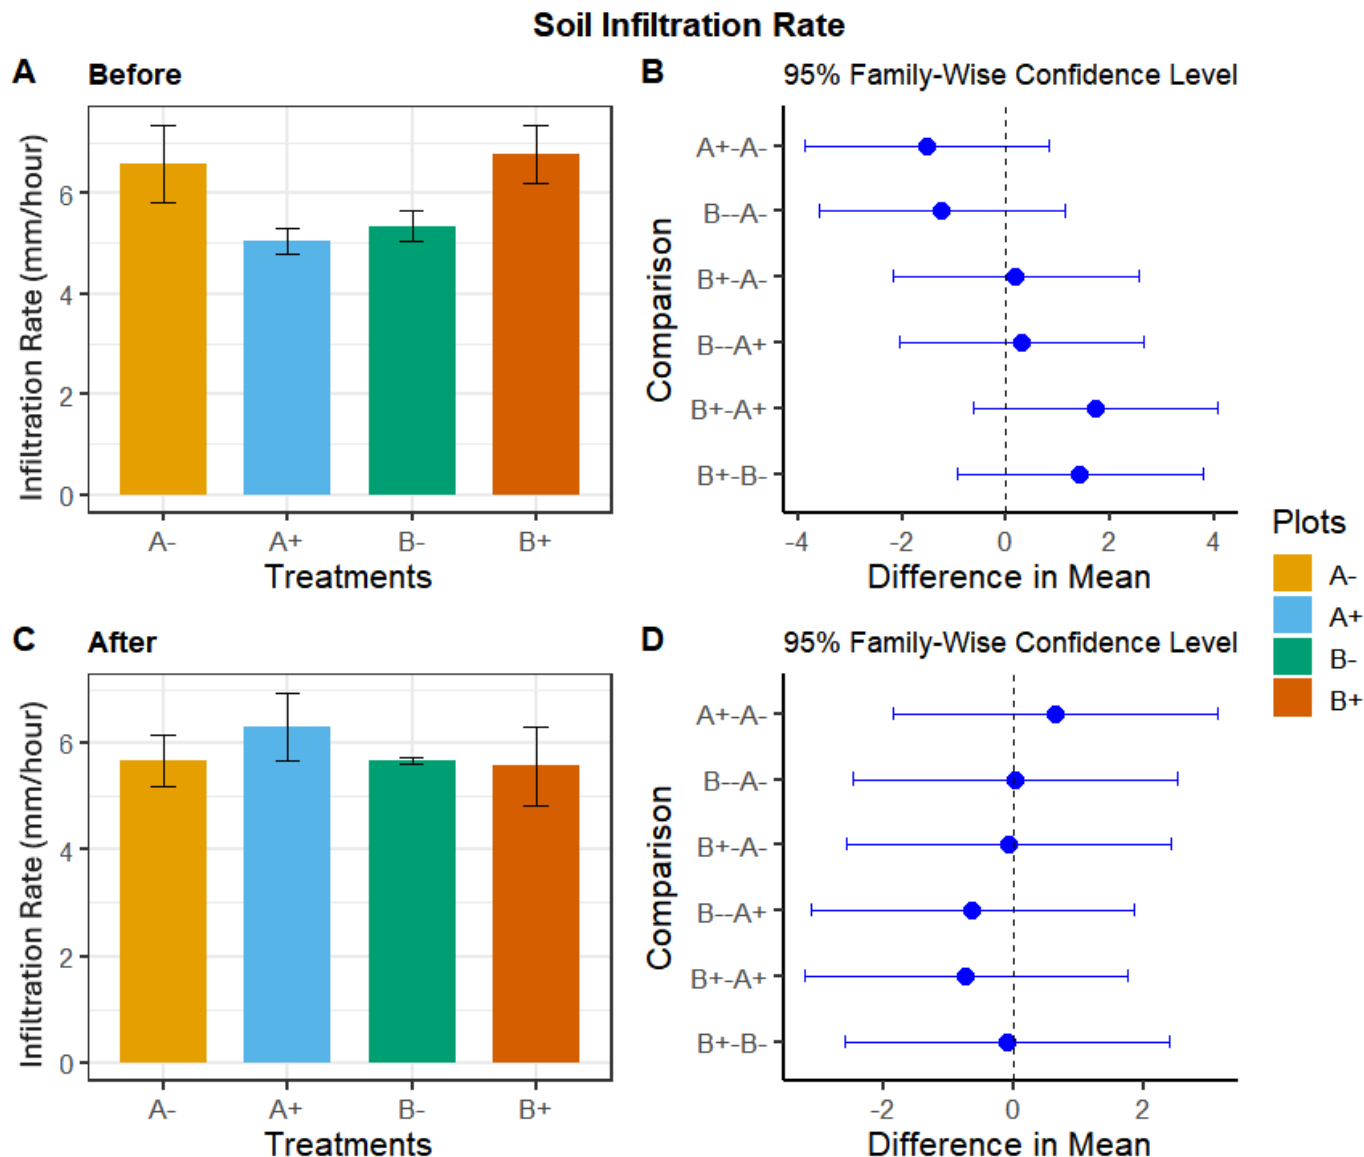 Soil Infiltration Rate
A Before
Infiltration Rate (mm/hour)
6
4
2
0
A- A+ B- B+
Treatments
B 95% Family-Wise Confidence Level
Comparison
A+-A-
B--A-
B+-A-
B--A+
B+-A+
B+-B-
-4 -2 0 2 4
Difference in Mean
C After
Infiltration Rate (mm/hour)
6
4
2
0
A- A+ B- B+
Treatments
D 95% Family-Wise Confidence Level
Comparison
A+-A-
B--A-
B+-A-
B--A+
B+-A+
B+-B-
-2 0 2
Difference in Mean
Plots
A-
A+
B-
B+